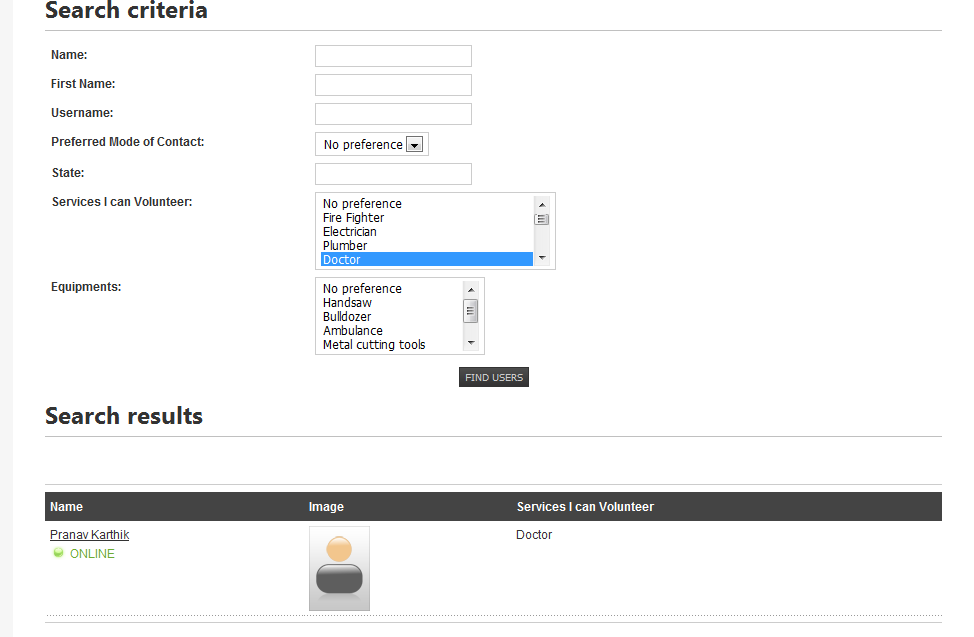 Search criteria
Name:
First Name:
Username:
Preferred Mode of Contact: No preference
State:
Services I can Volunteer:
No preference
Fire Fighter
Electrician
Plumber
Doctor
Equipments:
No preference
Handsaw
Bulldozer
Ambulance
Metal cutting tools
FIND USERS
Search results
Name Image Services I can Volunteer
Pranav Karthik Doctor
ONLINE